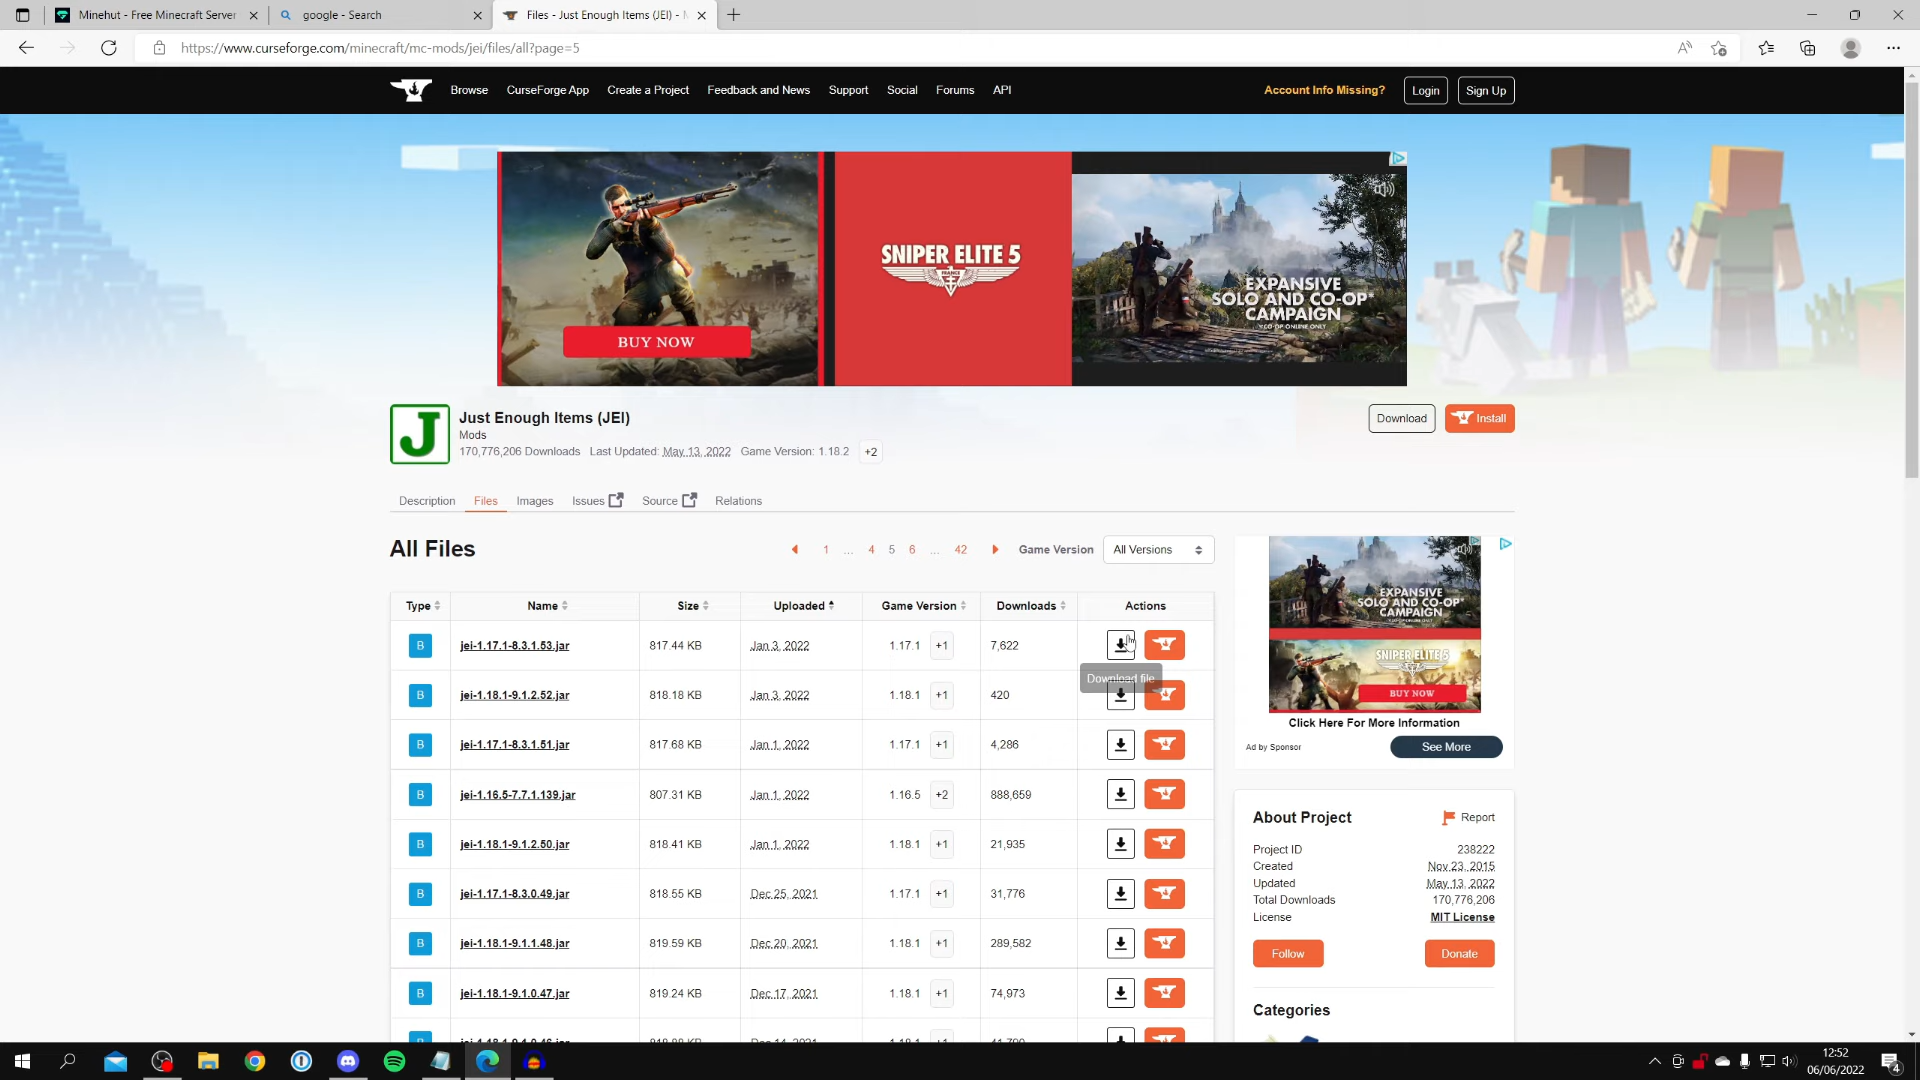 Minehut - Free Minecraft Server
google - Search
Files - Just Enough Items (JEI) -
https://www.curseforge.com/minecraft/mc-mods/jei/files/all?page=5
Browse CurseForge App Create a Project Feedback and News Support Social Forums API Account Info Missing? Login Sign Up
SNIPER ELITE 5
FRANCE
BUY NOW
EXPANSIVE
SOLO AND CO-OP*
CAMPAIGN
*CO-OP ONLINE ONLY
J
Just Enough Items (JEI)
Mods
170,776,206 Downloads Last Updated: May 13, 2022 Game Version: 1.18.2 +2
Download Install
Description Files Images Issues Source Relations
All Files
1 ... 4 5 6 ... 42 Game Version All Versions
Type Name Size Uploaded Game Version Downloads Actions
B jei-1.17.1-8.3.1.53.jar 817.44 KB Jan 3, 2022 1.17.1 +1 7,622
Download file
B jei-1.18.1-9.1.2.52.jar 818.18 KB Jan 3, 2022 1.18.1 +1 420
B jei-1.17.1-8.3.1.51.jar 817.68 KB Jan 1, 2022 1.17.1 +1 4,286
B jei-1.16.5-7.7.1.139.jar 807.31 KB Jan 1, 2022 1.16.5 +2 888,659
B jei-1.18.1-9.1.2.50.jar 818.41 KB Jan 1, 2022 1.18.1 +1 21,935
B jei-1.17.1-8.3.0.49.jar 818.55 KB Dec 25, 2021 1.17.1 +1 31,776
B jei-1.18.1-9.1.1.48.jar 819.59 KB Dec 20, 2021 1.18.1 +1 289,582
B jei-1.18.1-9.1.0.47.jar 819.24 KB Dec 17, 2021 1.18.1 +1 74,973
EXPANSIVE
SOLO AND CO-OP*
CAMPAIGN
SNIPER ELITE 5
BUY NOW
Click Here For More Information
Ad by Sponsor See More
About Project Report
Project ID 238222
Created Nov 23, 2015
Updated May 13, 2022
Total Downloads 170,776,206
License MIT License
Follow Donate
Categories
12:52
06/06/2022
4